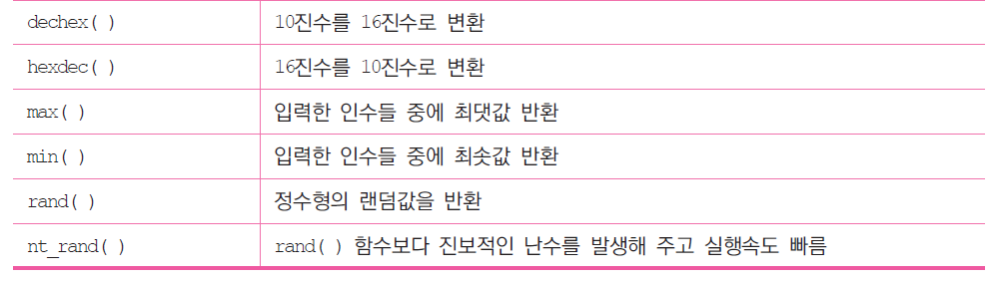 dechex( ) 10진수를 16진수로 변환
hexdec( ) 16진수를 10진수로 변환
max( ) 입력한 인수들 중에 최댓값 반환
min( ) 입력한 인수들 중에 최솟값 반환
rand( ) 정수형의 랜덤값을 반환
nt_rand( ) rand( ) 함수보다 진보적인 난수를 발생해 주고 실행속도 빠름